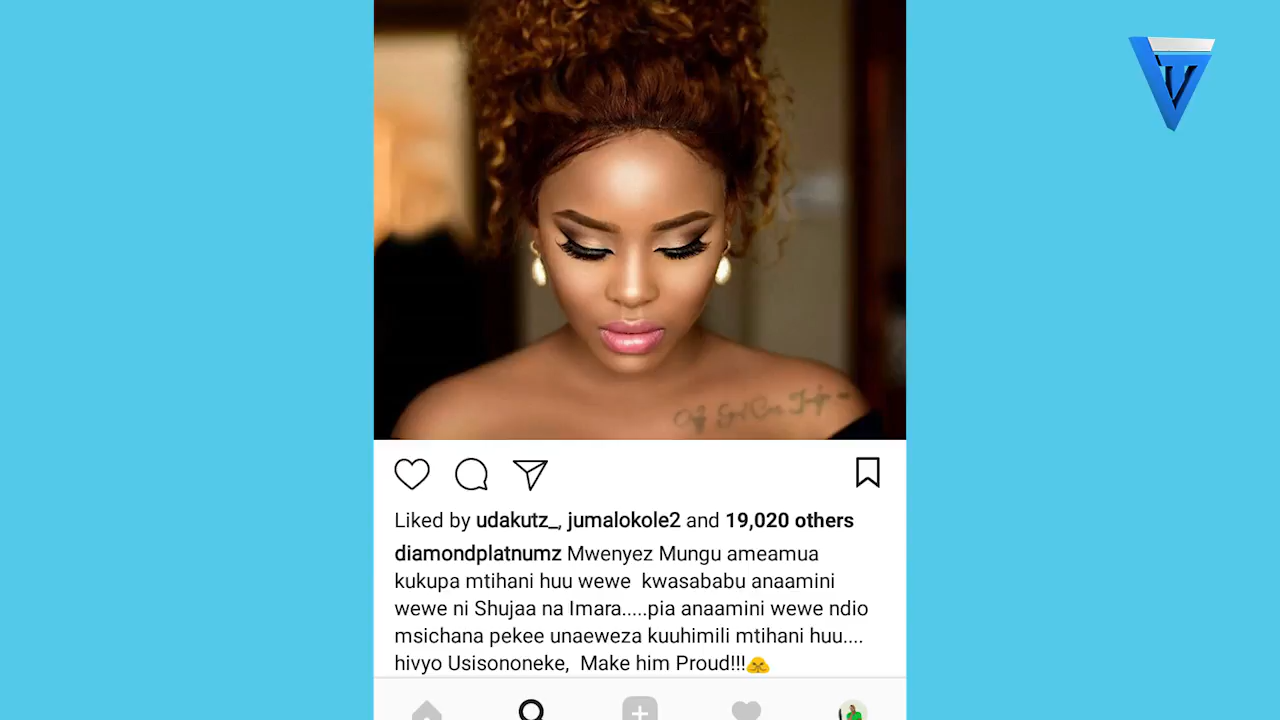 V
Liked by udakutz_, jumalokole2 and 19,020 others
diamondplatnumz Mwenyez Mungu ameamua
kukupa mtihani huu wewe kwasababu anaamini
wewe ni Shujaa na Imara.....pia anaamini wewe ndio
msichana pekee unaeweza kuuhimili mtihani huu....
hivyo Usisononeke, Make him Proud!!!🙏